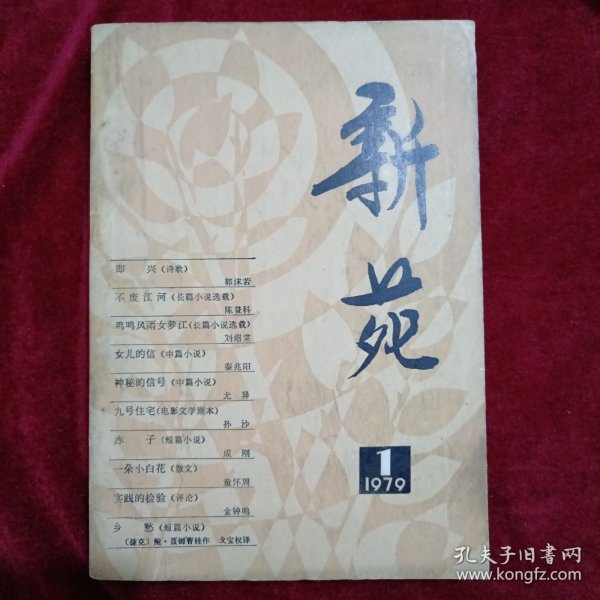 新
苑
即 兴(诗歌)
郭沫若
不废江河(长篇小说选载)
陈登科
鸡鸣风雨女萝江(长篇小说选载)
刘绍棠
女儿的信(中篇小说)
秦兆阳
神秘的信号(中篇小说)
尤异
九号住宅(电影文学剧本)
孙沙
赤 子(短篇小说)
成刚
一朵小白花(散文)
童怀周
实践的检验(评论)
金钟鸣
乡 愁(短篇小说)
〔捷克〕鲍·聂姆曹娃作 戈宝权译
1
1979
孔夫子旧书网
www.kongfz.com